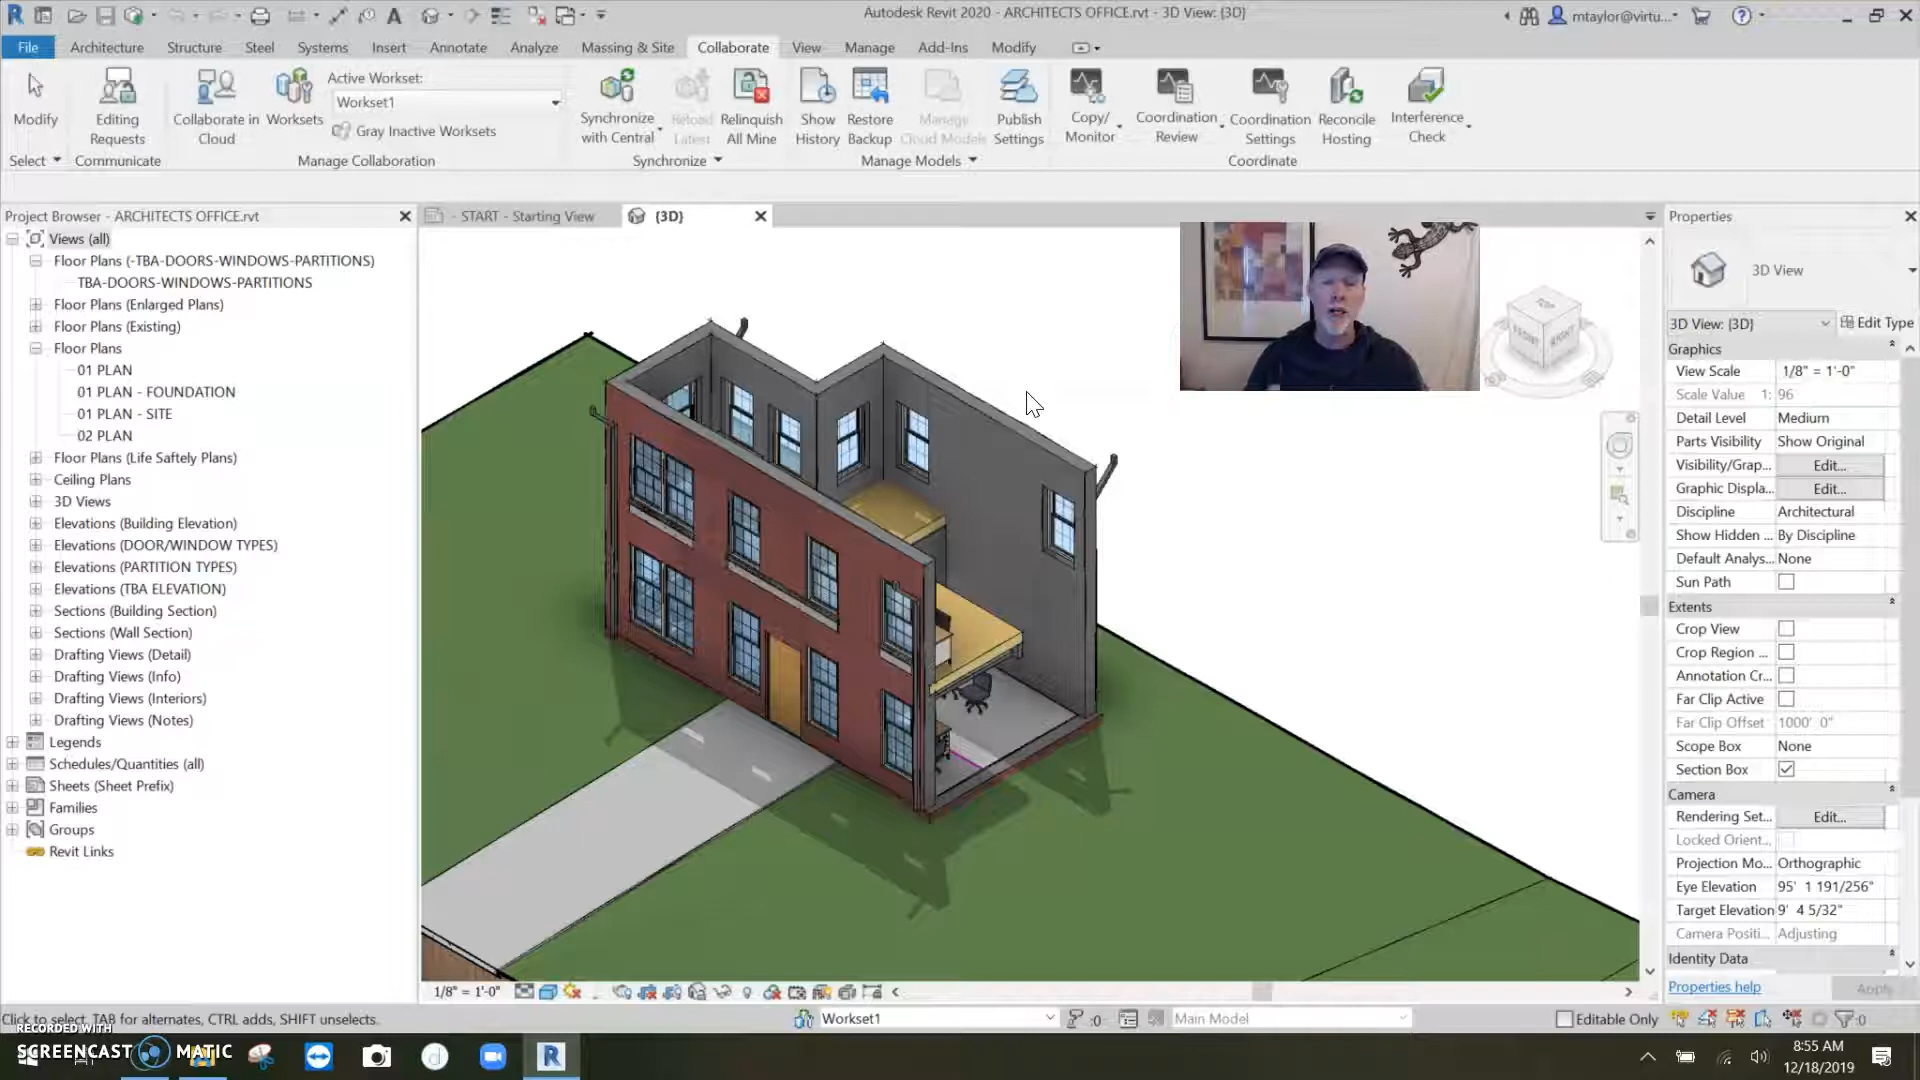 Autodesk Revit 2020 - ARCHITECTS OFFICE.rvt - 3D View: {3D}
mtaylor@virtu...
File Architecture Structure Steel Systems Insert Annotate Analyze Massing & Site Collaborate View Manage Add-Ins Modify
Modify
Select
Editing Requests
Communicate
Collaborate in Cloud
Worksets
Active Workset:
Workset1
Gray Inactive Worksets
Manage Collaboration
Synchronize with Central
Reload Latest
Relinquish All Mine
Synchronize
Show History
Restore Backup
Manage Cloud Models
Publish Settings
Manage Models
Copy/ Monitor
Coordination Review
Coordination Settings
Reconcile Hosting
Interference Check
Coordinate
Project Browser - ARCHITECTS OFFICE.rvt
- START - Starting View
{3D}
Views (all)
Floor Plans (-TBA-DOORS-WINDOWS-PARTITIONS)
TBA-DOORS-WINDOWS-PARTITIONS
Floor Plans (Enlarged Plans)
Floor Plans (Existing)
Floor Plans
01 PLAN
01 PLAN - FOUNDATION
01 PLAN - SITE
02 PLAN
Floor Plans (Life Saftely Plans)
Ceiling Plans
3D Views
Elevations (Building Elevation)
Elevations (DOOR/WINDOW TYPES)
Elevations (PARTITION TYPES)
Elevations (TBA ELEVATION)
Sections (Building Section)
Sections (Wall Section)
Drafting Views (Detail)
Drafting Views (Info)
Drafting Views (Interiors)
Drafting Views (Notes)
Legends
Schedules/Quantities (all)
Sheets (Sheet Prefix)
Families
Groups
Revit Links
TOP
FRONT
RIGHT
Properties
3D View
3D View: {3D}
Edit Type
Graphics
View Scale 1/8" = 1'-0"
Scale Value 1: 96
Detail Level Medium
Parts Visibility Show Original
Visibility/Grap... Edit...
Graphic Displa... Edit...
Discipline Architectural
Show Hidden ... By Discipline
Default Analys... None
Sun Path
Extents
Crop View
Crop Region ...
Annotation Cr...
Far Clip Active
Far Clip Offset 1000' 0"
Scope Box None
Section Box
Camera
Rendering Set... Edit...
Locked Orient...
Projection Mo... Orthographic
Eye Elevation 95' 1 191/256"
Target Elevation 9' 4 5/32"
Camera Positi... Adjusting
Identity Data
Properties help
Apply
1/8" = 1'-0"
Click to select, TAB for alternates, CTRL adds, SHIFT unselects.
Workset1
:0
Main Model
Editable Only
:0
RECORDED WITH
SCREENCAST MATIC
8:55 AM
12/18/2019